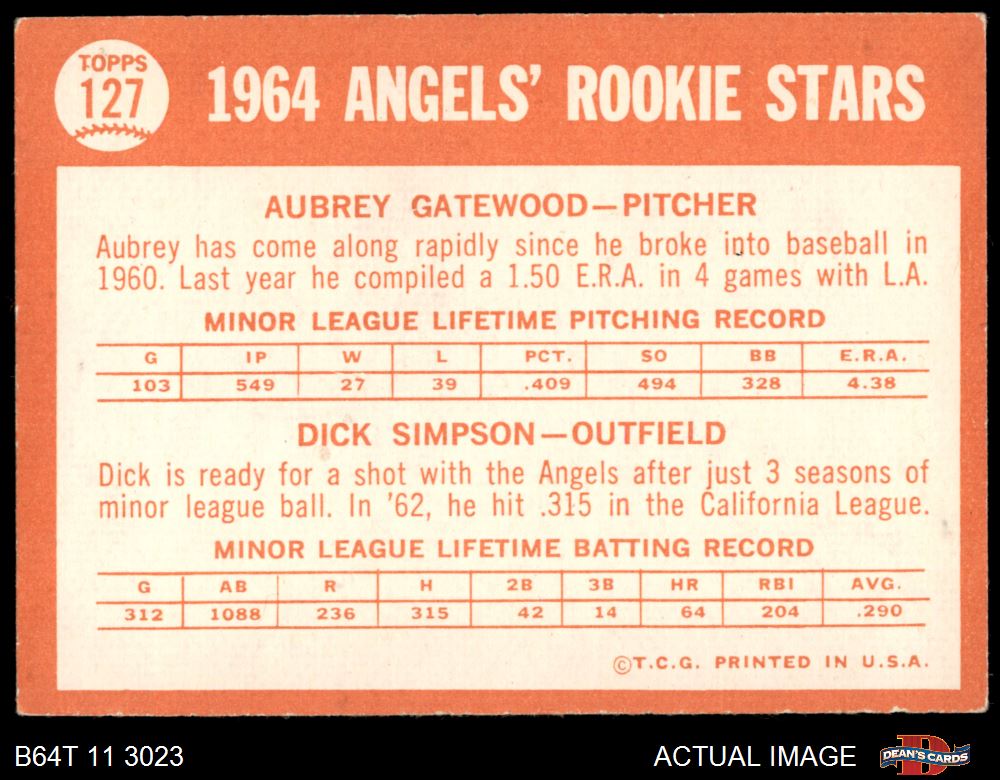 TOPPS
127
1964 ANGELS' ROOKIE STARS
AUBREY GATEWOOD—PITCHER
Aubrey has come along rapidly since he broke into baseball in
1960. Last year he compiled a 1.50 E.R.A. in 4 games with L.A.
MINOR LEAGUE LIFETIME PITCHING RECORD
G IP W L PCT. SO BB E.R.A.
103 549 27 39 .409 494 328 4.38
DICK SIMPSON—OUTFIELD
Dick is ready for a shot with the Angels after just 3 seasons of
minor league ball. In '62, he hit .315 in the California League.
MINOR LEAGUE LIFETIME BATTING RECORD
G AB R H 2B 3B HR RBI AVG.
312 1088 236 315 42 14 64 204 .290
©T.C.G. PRINTED IN U.S.A.
B64T 11 3023 ACTUAL IMAGE D DEAN'S CARDS